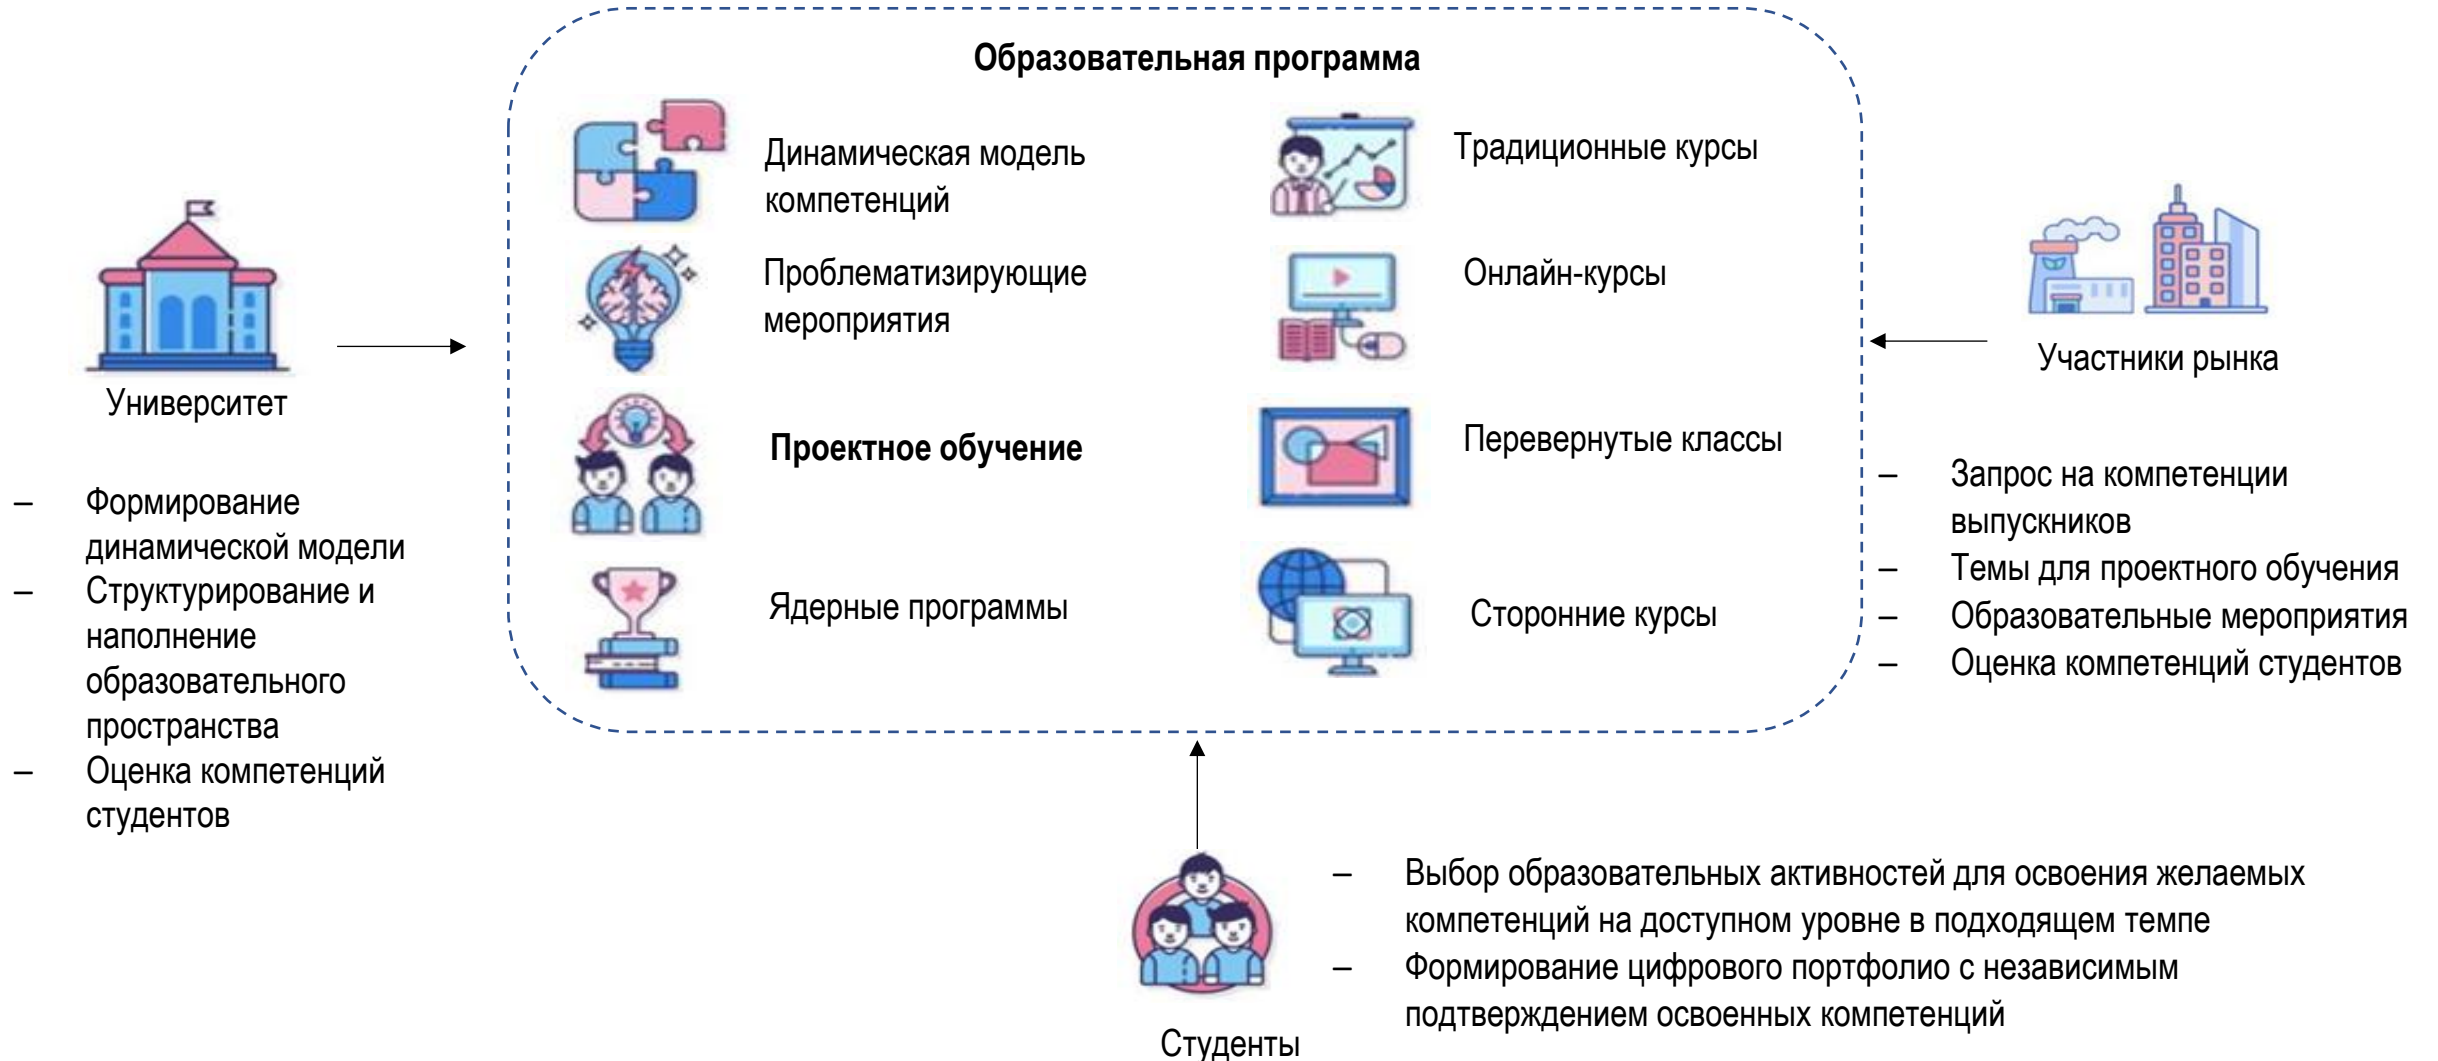 Образовательная программа
Динамическая модель
компетенций
Проблематизирующие
мероприятия
Проектное обучение
Ядерные программы
Традиционные курсы
Онлайн-курсы
Перевернутые классы
Сторонние курсы
Университет
– Формирование
динамической модели
– Структурирование и
наполнение
образовательного
пространства
– Оценка компетенций
студентов
Участники рынка
– Запрос на компетенции
выпускников
– Темы для проектного обучения
– Образовательные мероприятия
– Оценка компетенций студентов
Студенты
– Выбор образовательных активностей для освоения желаемых
компетенций на доступном уровне в подходящем темпе
– Формирование цифрового портфолио с независимым
подтверждением освоенных компетенций